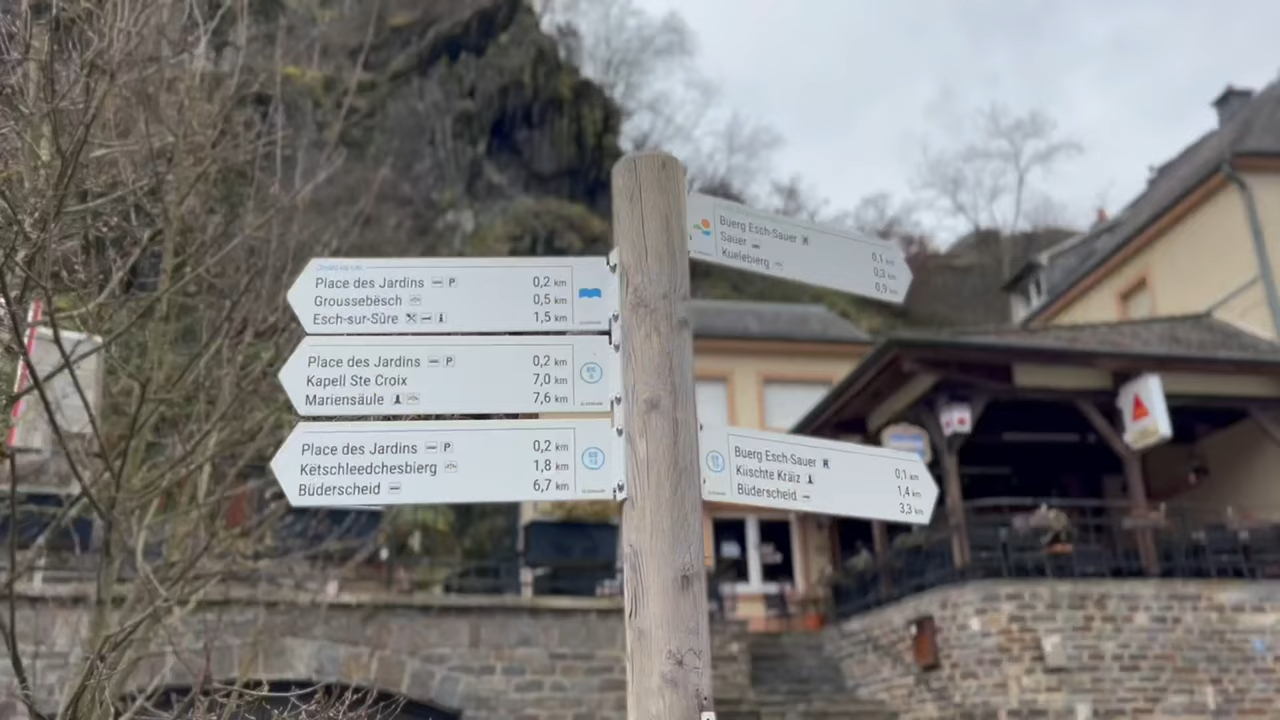 Place des Jardins P 0,2 km
Groussebësch 0,5 km
Esch-sur-Sûre 1,5 km
Place des Jardins P 0,2 km
Kapell Ste Croix 7,0 km
Mariensäule 7,6 km
Place des Jardins P 0,2 km
Këtschleedchesbierg 1,8 km
Büderscheid 6,7 km
Buerg Esch-Sauer 0,1 km
Sauer 0,3 km
Kuelebierg 0,9 km
Buerg Esch-Sauer 0,1 km
Kiischte Kräiz 1,4 km
Büderscheid 3,3 km